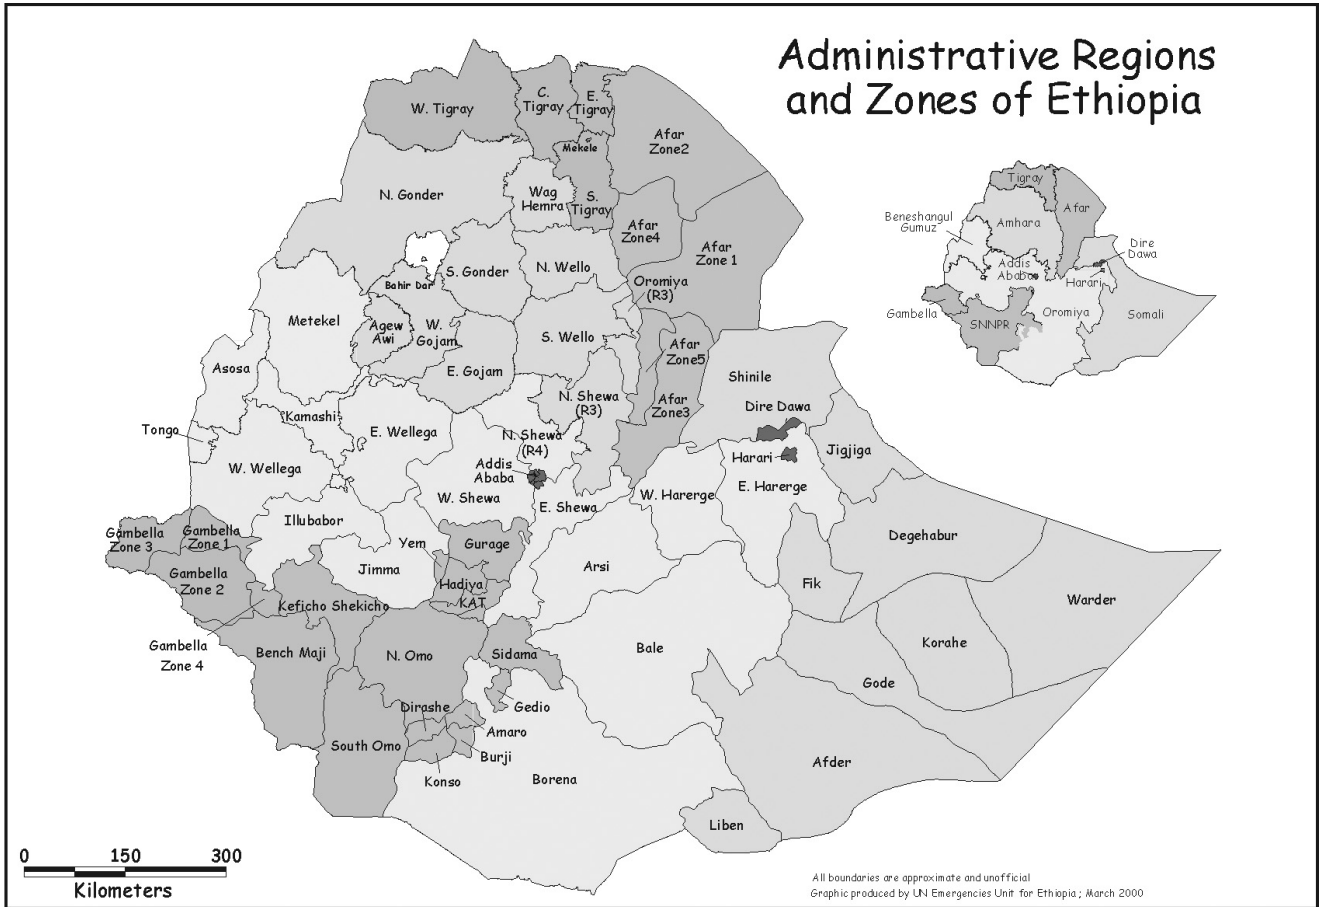 Administrative Regions
and Zones of Ethiopia
W. Tigray
C.
Tigray
E.
Tigray
Afar
Zone2
Mekele
N. Gonder
Wag
Hemra
S.
Tigray
Afar
Zone4
Afar
Zone 1
S. Gonder
N. Wello
Bahir Dar
Oromiya
(R3)
Metekel
Agew
Awi
W.
Gojam
S. Wello
Afar
Zone5
Asosa
E. Gojam
Shinile
N. Shewa
(R3)
Afar
Zone3
Dire Dawa
Kamashi
Tongo
E. Wellega
N. Shewa
(R4)
Jigjiga
Harari
W. Wellega
Addis
Ababa
W. Shewa
E. Shewa
W. Harerge
E. Harerge
Illubabor
Gambella
Zone 3
Gambella
Zone 1
Yem
Gurage
Degehabur
Jimma
Arsi
Gambella
Zone 2
Hadiya
Fik
KAT
Keficho Shekicho
Warder
Gambella
Zone 4
Bench Maji
N. Omo
Sidama
Bale
Korahe
Gode
Dirashe
Gedio
Amaro
South Omo
Burji
Konso
Borena
Afder
Liben
Tigray
Afar
Beneshangul
Gumuz
Amhara
Dire
Dawa
Addis
Ababa
Harari
Gambella
SNNPR
Oromiya
Somali
0 150 300
Kilometers
All boundaries are approximate and unofficial
Graphic produced by UN Emergencies Unit for Ethiopia ; March 2000